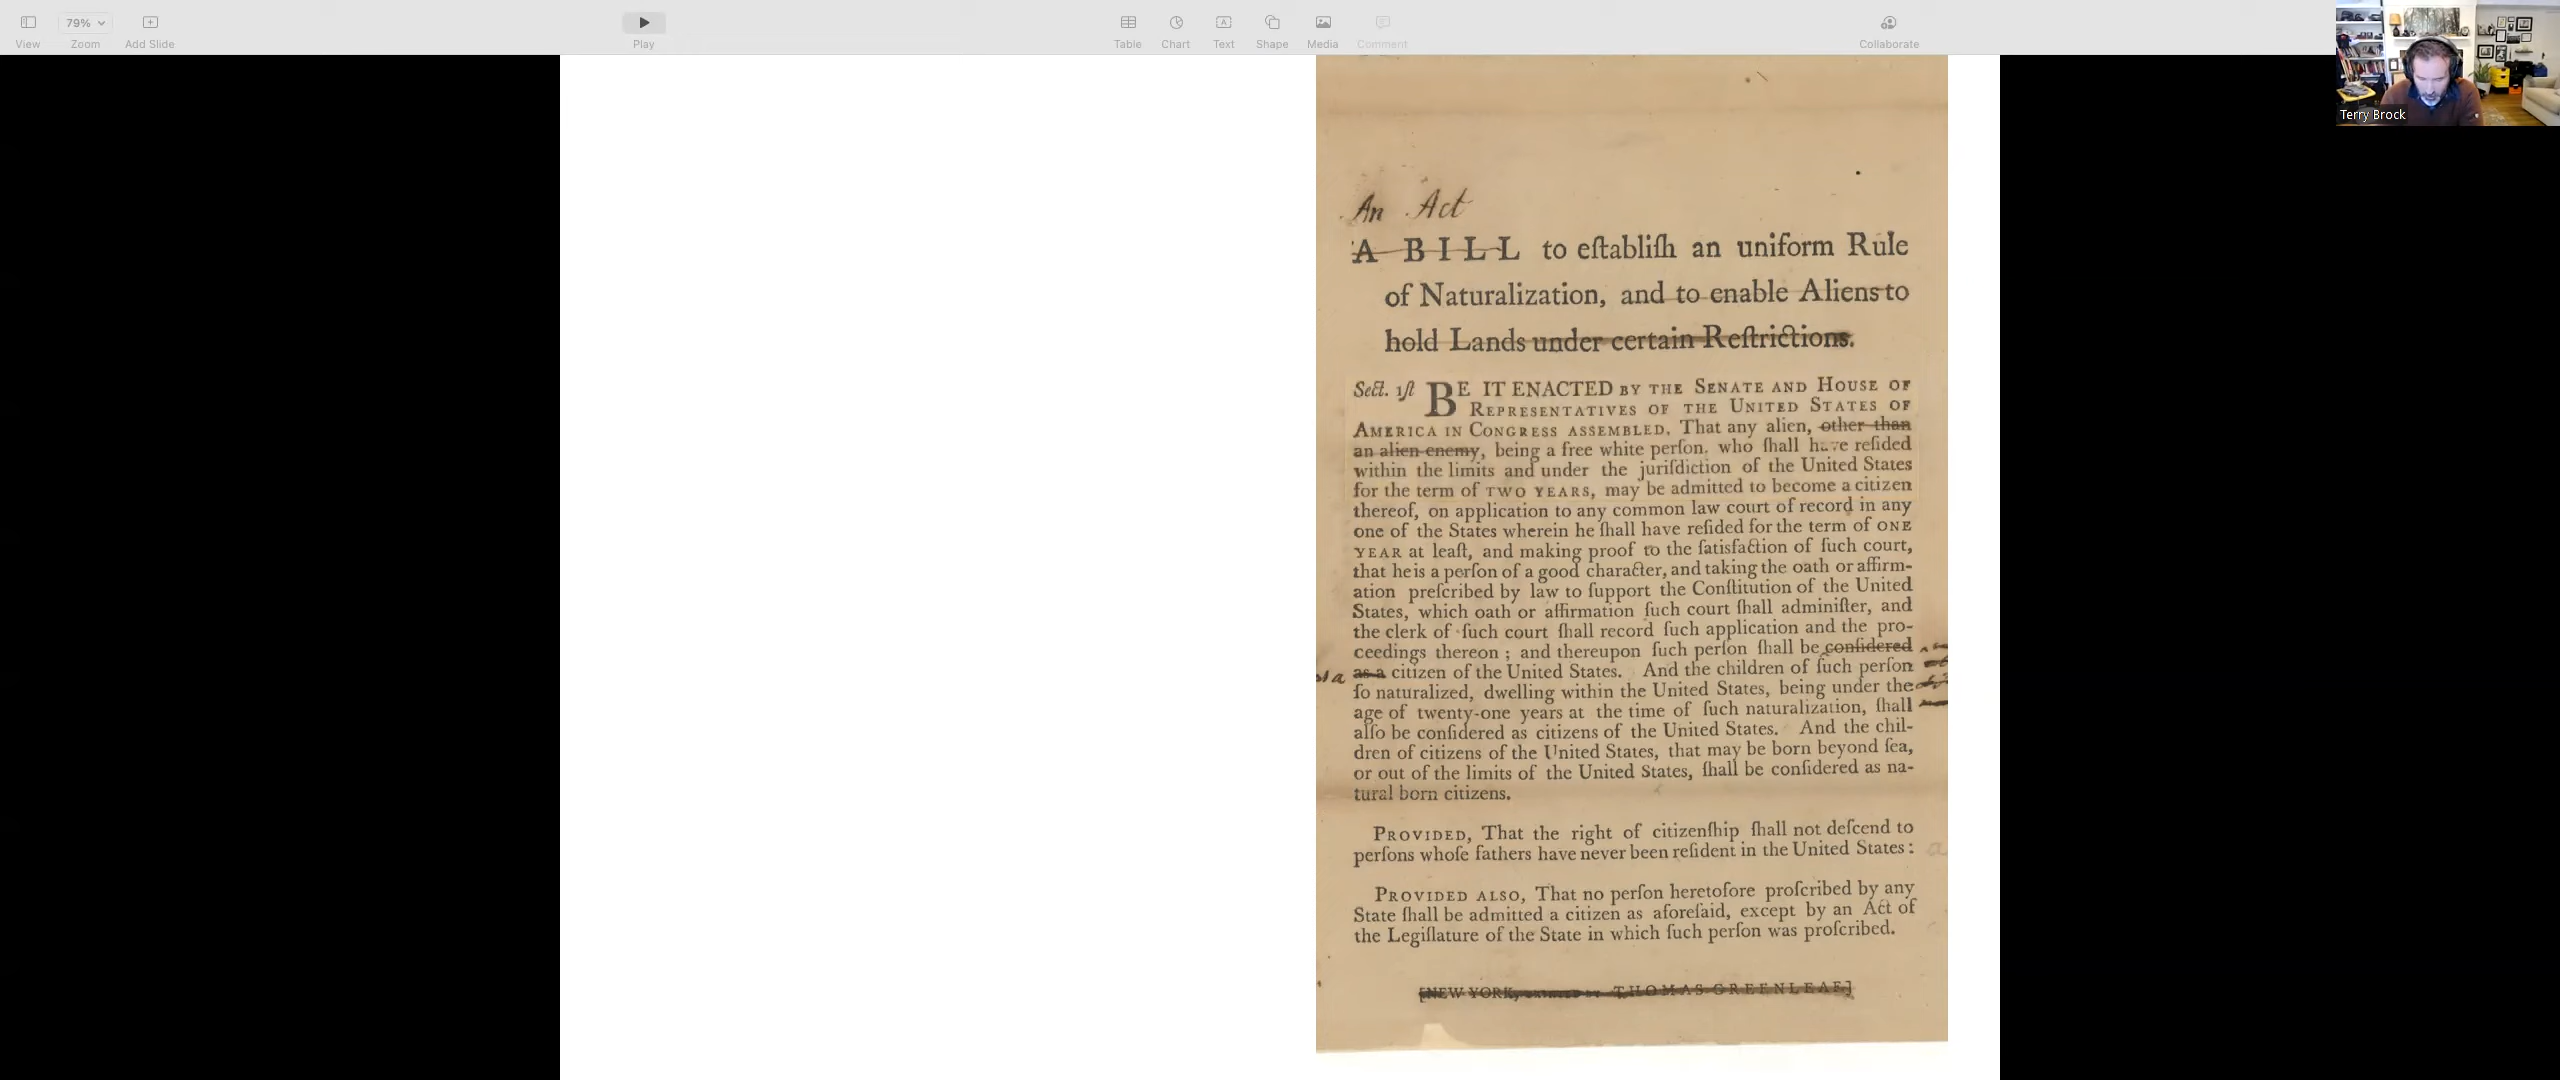 79%
View
Zoom
Add Slide
Play
Table
Chart
Text
Shape
Media
Comment
Collaborate
Terry Brock
An Act
A BILL to eſtabliſh an uniform Rule
of Naturalization, and to enable Aliens to
hold Lands under certain Reſtrictions.
Sect. 1ſt BE IT ENACTED BY THE SENATE AND HOUSE OF
REPRESENTATIVES OF THE UNITED STATES OF
AMERICA IN CONGRESS ASSEMBLED, That any alien, other than
an alien enemy, being a free white perſon, who ſhall have reſided
within the limits and under the juriſdiction of the United States
for the term of TWO YEARS, may be admitted to become a citizen
thereof, on application to any common law court of record in any
one of the States wherein he ſhall have reſided for the term of ONE
YEAR at leaſt, and making proof to the ſatisfaction of ſuch court,
that he is a perſon of a good character, and taking the oath or affirm-
ation preſcribed by law to ſupport the Conſtitution of the United
States, which oath or affirmation ſuch court ſhall adminiſter, and
the clerk of ſuch court ſhall record ſuch application and the pro-
ceedings thereon ; and thereupon ſuch perſon ſhall be conſidered
as a citizen of the United States. And the children of ſuch perſon
ſo naturalized, dwelling within the United States, being under the
age of twenty-one years at the time of ſuch naturalization, ſhall
alſo be conſidered as citizens of the United States. And the chil-
dren of citizens of the United States, that may be born beyond ſea,
or out of the limits of the United States, ſhall be conſidered as na-
tural born citizens.
PROVIDED, That the right of citizenſhip ſhall not deſcend to
perſons whoſe fathers have never been reſident in the United States :
PROVIDED ALSO, That no perſon heretofore proſcribed by any
State ſhall be admitted a citizen as aforeſaid, except by an Act of
the Legiſlature of the State in which ſuch perſon was proſcribed.
[NEW-YORK, THOMAS GREENLEAF.]